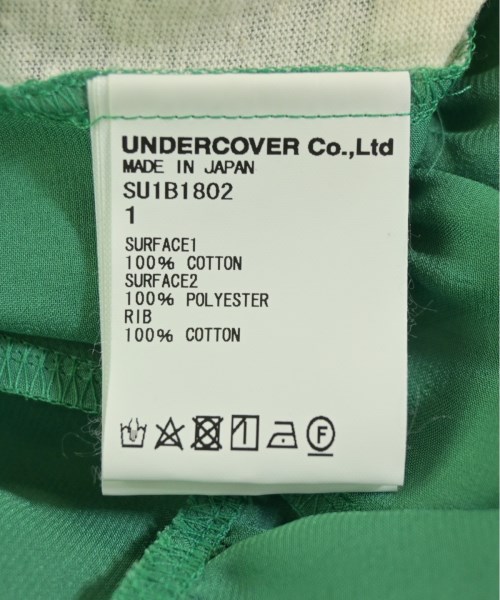 UNDERCOVER Co.,Ltd
MADE IN JAPAN
SU1B1802
1
SURFACE1
100% COTTON
SURFACE2
100% POLYESTER
RIB
100% COTTON
F